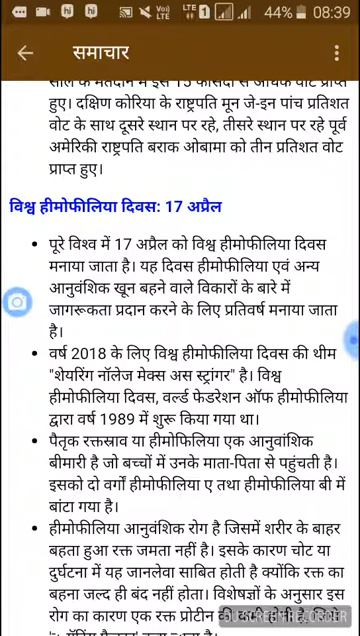 44% 08:39
समाचार
हुए। दक्षिण कोरिया के राष्ट्रपति मून जे-इन पांच प्रतिशत
वोट के साथ दूसरे स्थान पर रहे, तीसरे स्थान पर रहे पूर्व
अमेरिकी राष्ट्रपति बराक ओबामा को तीन प्रतिशत वोट
प्राप्त हुए।
विश्व हीमोफीलिया दिवस: 17 अप्रैल
• पूरे विश्व में 17 अप्रैल को विश्व हीमोफीलिया दिवस
मनाया जाता है। यह दिवस हीमोफीलिया एवं अन्य
आनुवंशिक खून बहने वाले विकारों के बारे में
जागरूकता प्रदान करने के लिए प्रतिवर्ष मनाया जाता
है।
• वर्ष 2018 के लिए विश्व हीमोफीलिया दिवस की थीम
"शेयरिंग नॉलेज मेक्स अस स्ट्रांगर" है। विश्व
हीमोफीलिया दिवस, वर्ल्ड फेडरेशन ऑफ हीमोफीलिया
द्वारा वर्ष 1989 में शुरू किया गया था।
• पैतृक रक्तस्राव या हीमोफिलिया एक आनुवांशिक
बीमारी है जो बच्चों में उनके माता-पिता से पहुंचती है।
इसको दो वर्गों हीमोफीलिया ए तथा हीमोफीलिया बी में
बांटा गया है।
• हीमोफीलिया आनुवंशिक रोग है जिसमें शरीर के बाहर
बहता हुआ रक्त जमता नहीं है। इसके कारण चोट या
दुर्घटना में यह जानलेवा साबित होती है क्योंकि रक्त का
बहना जल्द ही बंद नहीं होता। विशेषज्ञों के अनुसार इस
रोग का कारण एक रक्त प्रोटीन की कमी होती है, जिसे